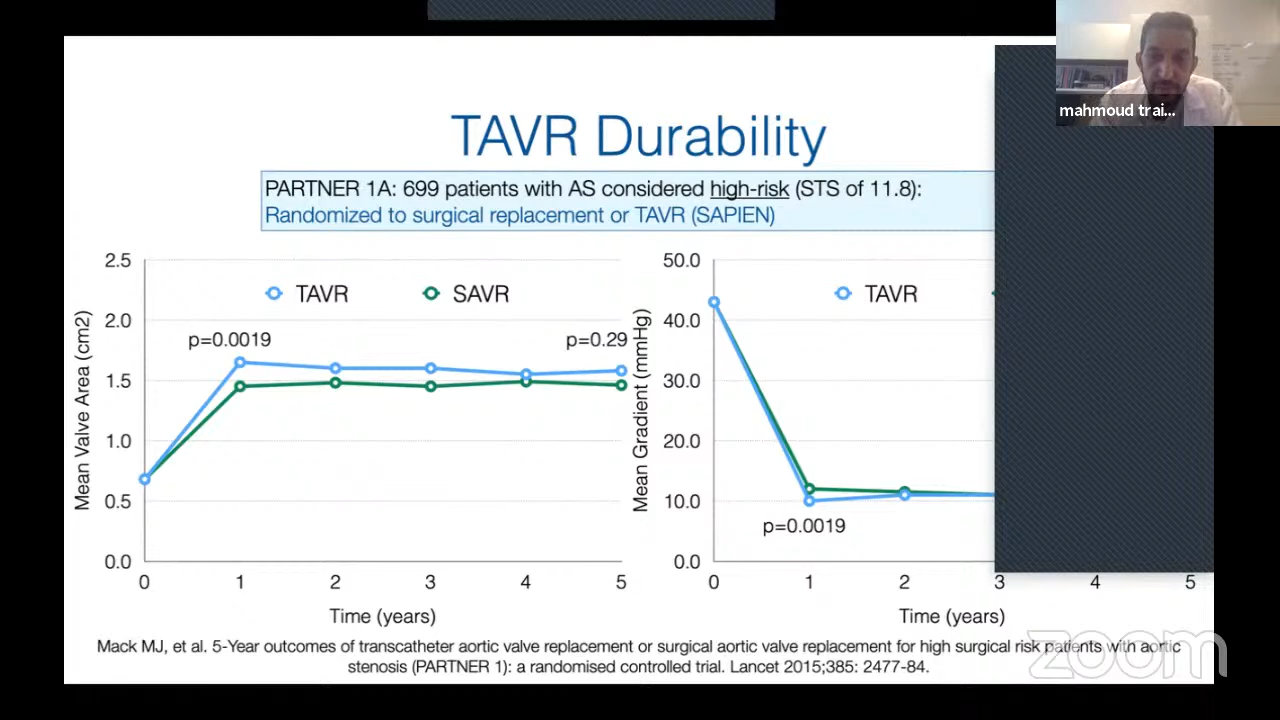 mahmoud trai...
TAVR Durability
PARTNER 1A: 699 patients with AS considered high-risk (STS of 11.8):
Randomized to surgical replacement or TAVR (SAPIEN)
Mean Valve Area (cm2)
2.5
2.0
1.5
1.0
0.5
0.0
TAVR
SAVR
p=0.0019
p=0.29
0 1 2 3 4 5
Time (years)
Mean Gradient (mmHg)
50.0
40.0
30.0
20.0
10.0
0.0
TAVR
p=0.0019
0 1 2 3 4 5
Time (years)
Mack MJ, et al. 5-Year outcomes of transcatheter aortic valve replacement or surgical aortic valve replacement for high surgical risk patients with aortic
stenosis (PARTNER 1): a randomised controlled trial. Lancet 2015;385: 2477-84.
zoom